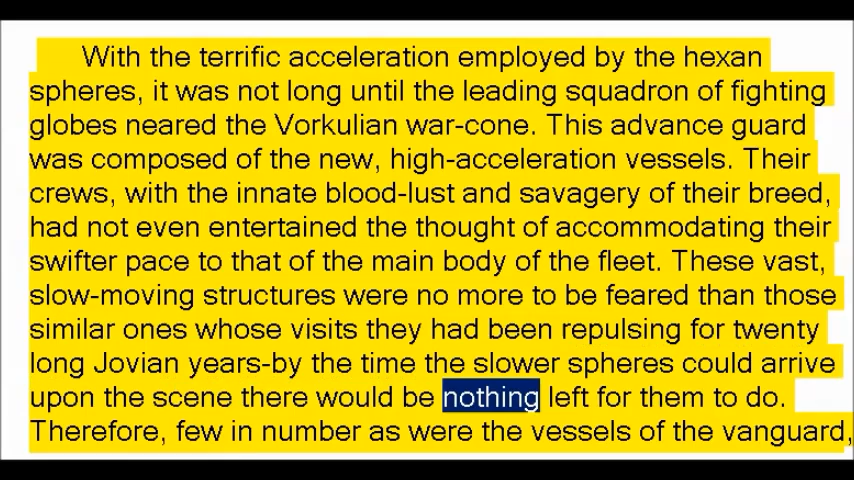 With the terrific acceleration employed by the hexan
spheres, it was not long until the leading squadron of fighting
globes neared the Vorkulian war-cone. This advance guard
was composed of the new, high-acceleration vessels. Their
crews, with the innate blood-lust and savagery of their breed,
had not even entertained the thought of accommodating their
swifter pace to that of the main body of the fleet. These vast,
slow-moving structures were no more to be feared than those
similar ones whose visits they had been repulsing for twenty
long Jovian years-by the time the slower spheres could arrive
upon the scene there would be nothing left for them to do.
Therefore, few in number as were the vessels of the vanguard,